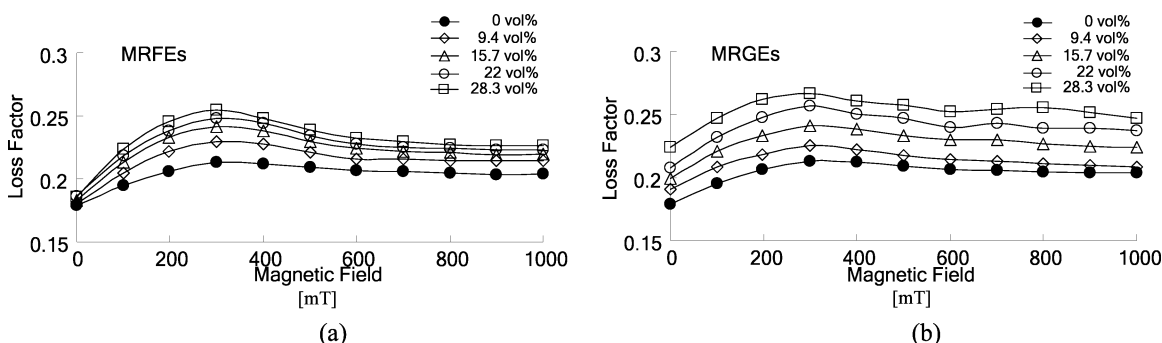 MRFEs
0 vol%
9.4 vol%
15.7 vol%
22 vol%
28.3 vol%
0.3
0.25
0.2
0.15
Loss Factor
0 200 400 600 800 1000
Magnetic Field
[mT]
(a)
MRGEs
0 vol%
9.4 vol%
15.7 vol%
22 vol%
28.3 vol%
0.3
0.25
0.2
0.15
Loss Factor
0 200 400 600 800 1000
Magnetic Field
[mT]
(b)